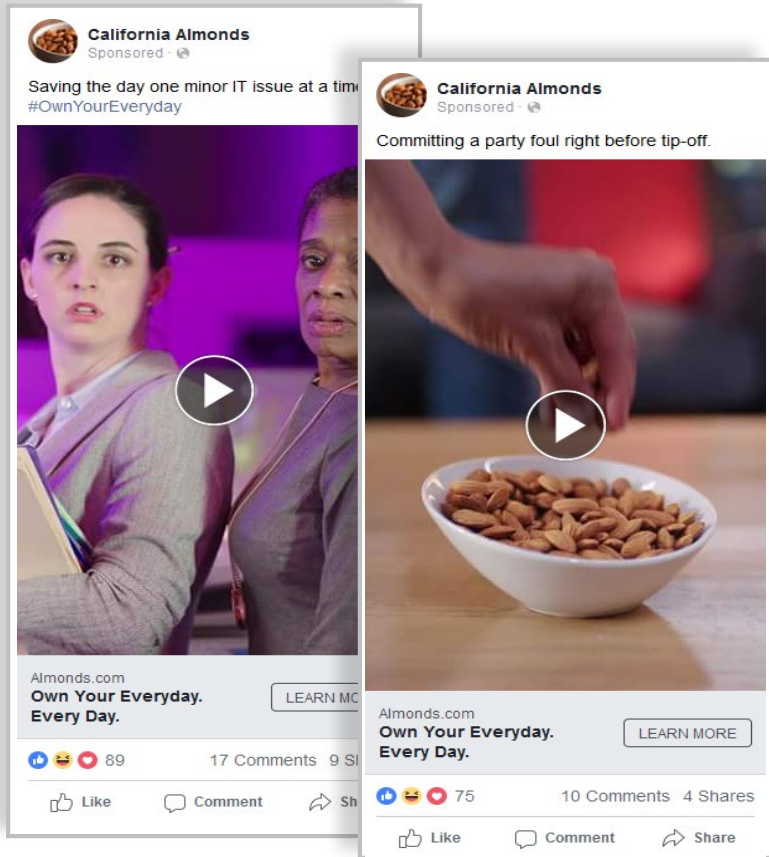 California Almonds
Sponsored ·
Saving the day one minor IT issue at a time
#OwnYourEveryday
Almonds.com
Own Your Everyday.
Every Day.
LEARN MO
89
17 Comments 9 S
Like Comment Sh
California Almonds
Sponsored ·
Committing a party foul right before tip-off.
Almonds.com
Own Your Everyday.
Every Day.
LEARN MORE
75
10 Comments 4 Shares
Like Comment Share